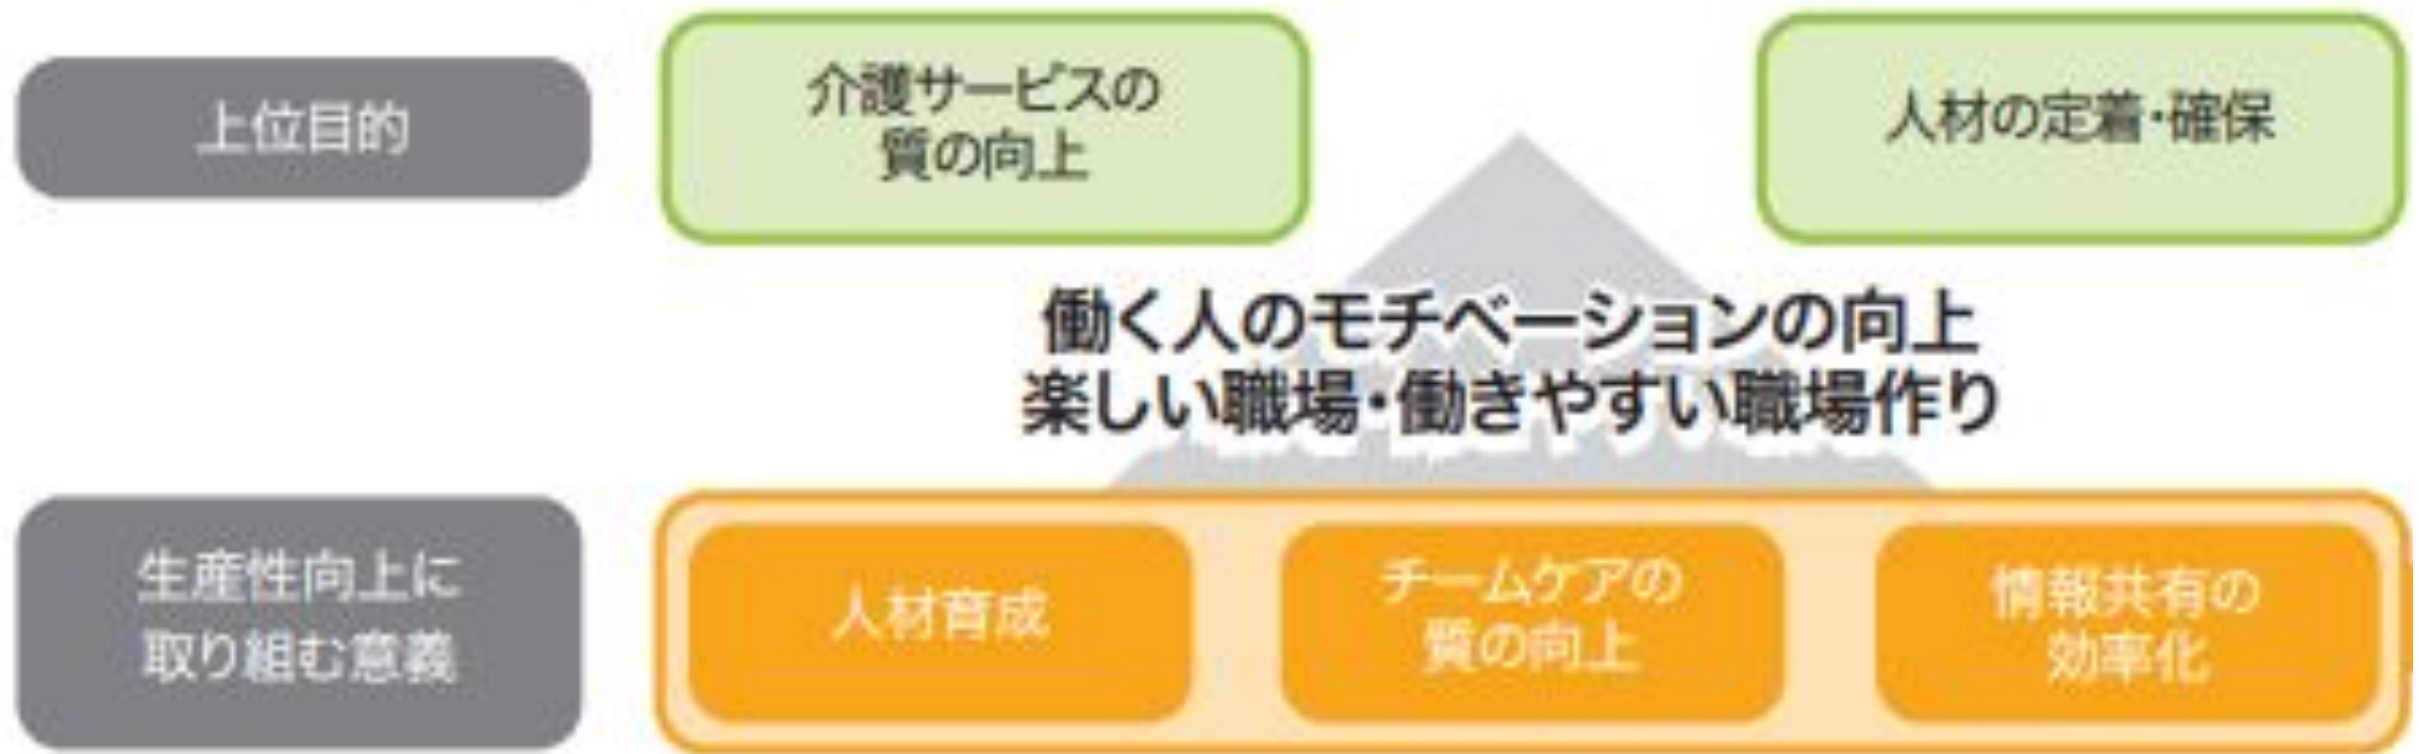 上位目的
介護サービスの
質の向上
人材の定着・確保
働く人のモチベーションの向上
楽しい職場・働きやすい職場作り
生産性向上に
取り組む意義
人材育成
チームケアの
質の向上
情報共有の
効率化